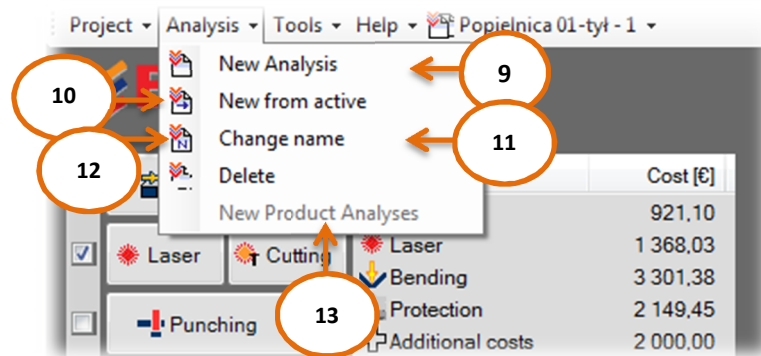 Project Analysis Tools Help Popielnica 01-tył - 1
New Analysis
9
10
New from active
Change name
11
12
Delete
Cost [€]
New Product Analyses
921,10
Laser
Cutting
Laser
1 368,03
Bending
3 301,38
Punching
13
Protection
2 149,45
Additional costs
2 000,00